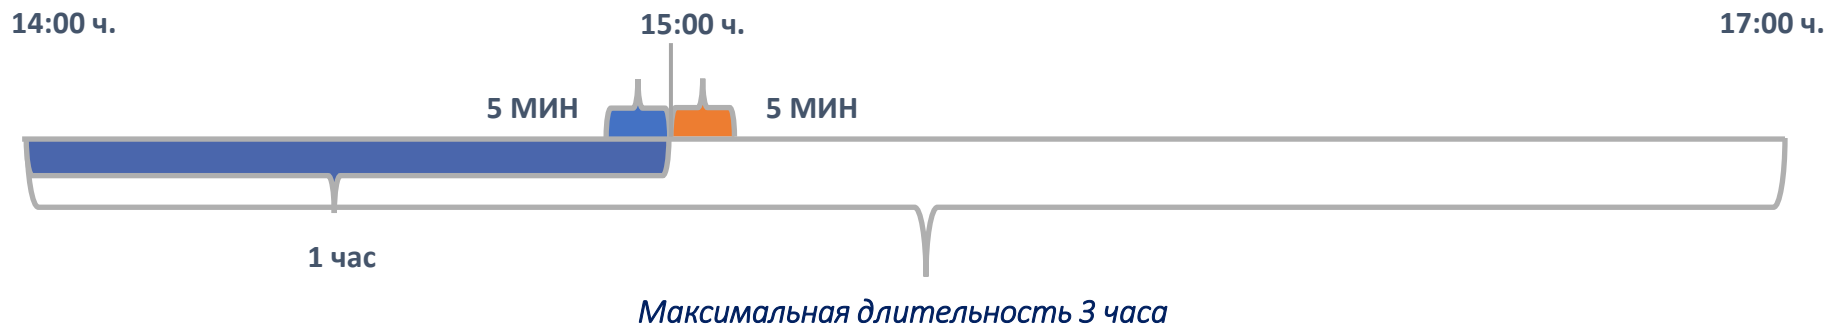 14:00 ч.
15:00 ч.
17:00 ч.
5 МИН
5 МИН
1 час
Максимальная длительность 3 часа